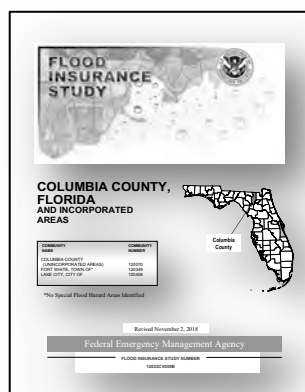 FLOOD
INSURANCE
STUDY
COLUMBIA COUNTY,
FLORIDA
AND INCORPORATED
AREAS
COMMUNITY NAME COMMUNITY NUMBER
COLUMBIA COUNTY
(UNINCORPORATED AREAS) 120070
FORT WHITE, TOWN OF* 120349
LAKE CITY, CITY OF 120406
Columbia
County
*No Special Flood Hazard Areas Identified
Revised November 2, 2018
Federal Emergency Management Agency
FLOOD INSURANCE STUDY NUMBER
12023CV000B